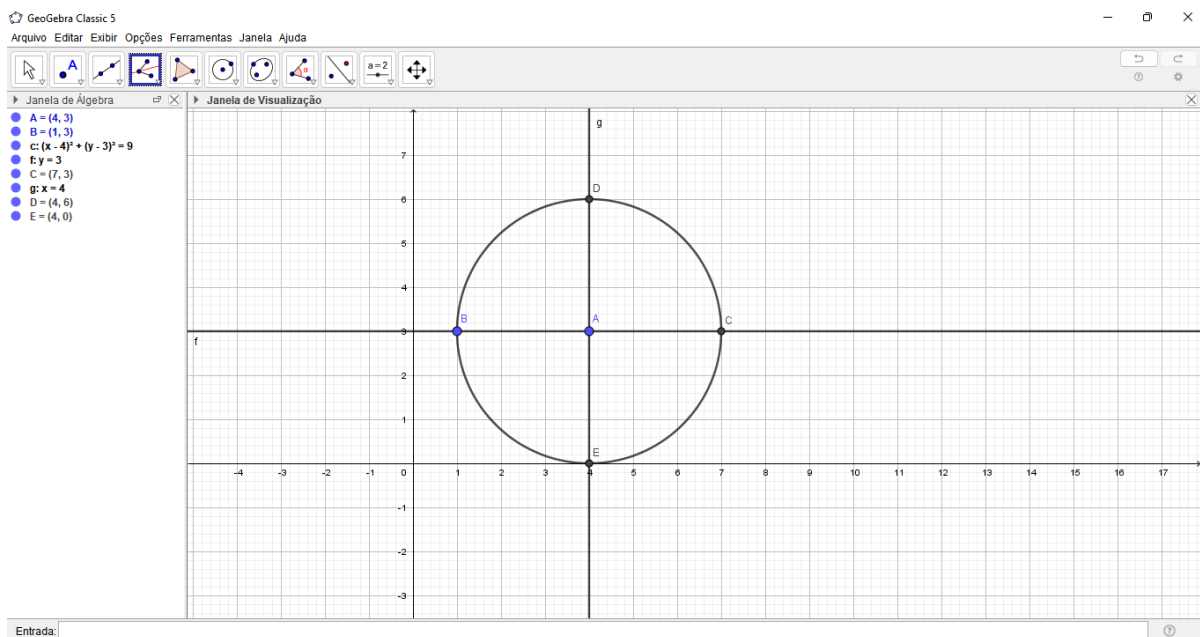 GeoGebra Classic 5
Arquivo Editar Exibir Opções Ferramentas Janela Ajuda
A
a = 2
Janela de Álgebra
Janela de Visualização
A = (4, 3)
B = (1, 3)
c: (x - 4)² + (y - 3)² = 9
f: y = 3
C = (7, 3)
g: x = 4
D = (4, 6)
E = (4, 0)
g
7
D
6
5
4
B A C
3
f
2
1
E
-4 -3 -2 -1 0 1 2 3 4 5 6 7 8 9 10 11 12 13 14 15 16 17
-1
-2
-3
Entrada: